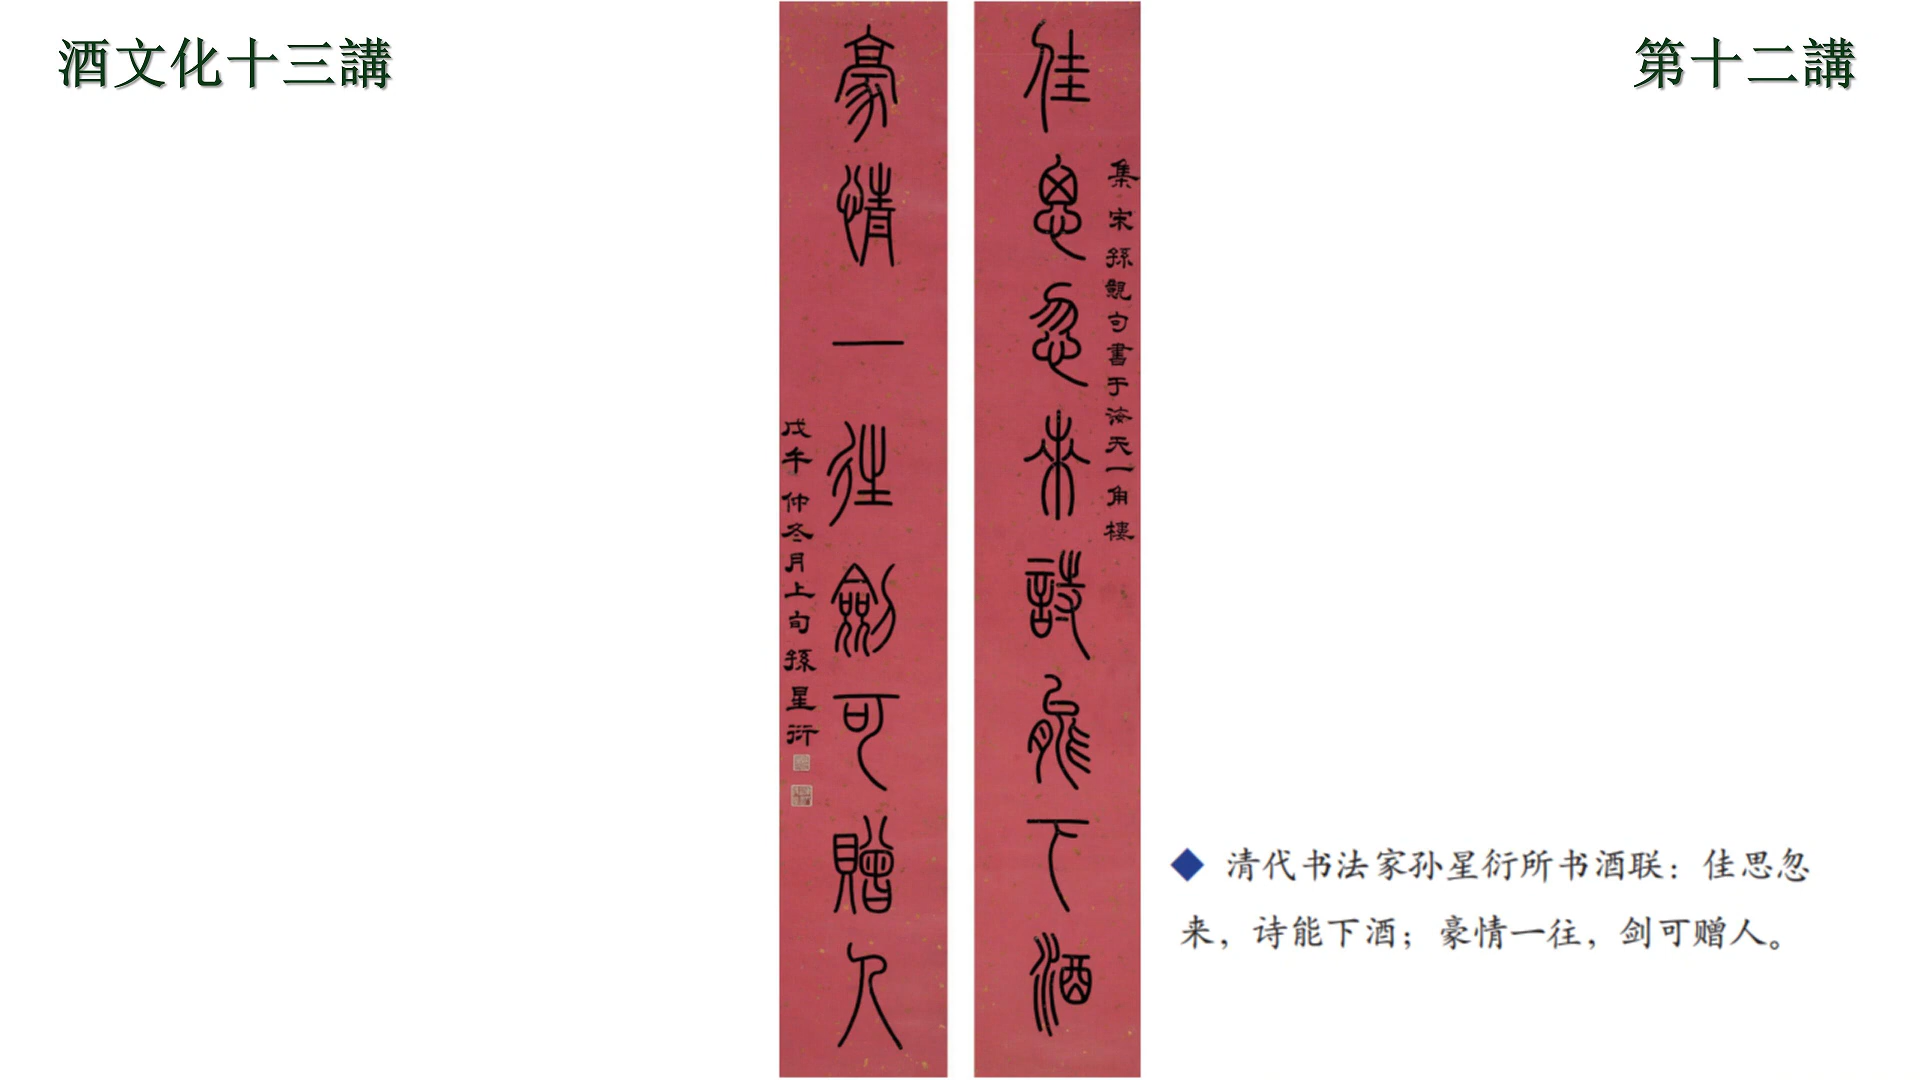 酒文化十三講
第十二講
集宋孫覿句書于海天一角樓
佳思忽來詩能下酒
豪情一往劍可贈人
戊午仲冬月上旬孫星衍
◆ 清代书法家孙星衍所书酒联：佳思忽
来，诗能下酒；豪情一往，剑可赠人。